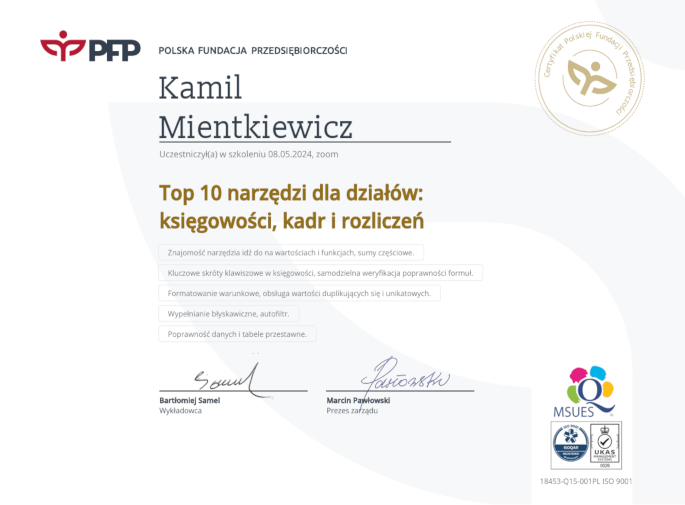 PFP POLSKA FUNDACJA PRZEDSIĘBIORCZOŚCI
Certyfikat Polskiej Fundacji Przedsiębiorczości
Kamil
Mientkiewicz
Uczestniczył(a) w szkoleniu 08.05.2024, zoom
Top 10 narzędzi dla działów:
księgowości, kadr i rozliczeń
Znajomość narzędzia idź do na wartościach i funkcjach, sumy częściowe.
Kluczowe skróty klawiszowe w księgowości, samodzielna weryfikacja poprawności formuł.
Formatowanie warunkowe, obsługa wartości duplikujących się i unikatowych.
Wypełnianie błyskawiczne, autofiltr.
Poprawność danych i tabele przestawne.
Bartłomiej Samel
Wykładowca
Marcin Pawłowski
Prezes zarządu
MSUES
UKAS
MANAGEMENT
SYSTEMS
18453-Q15-001PL ISO 9001